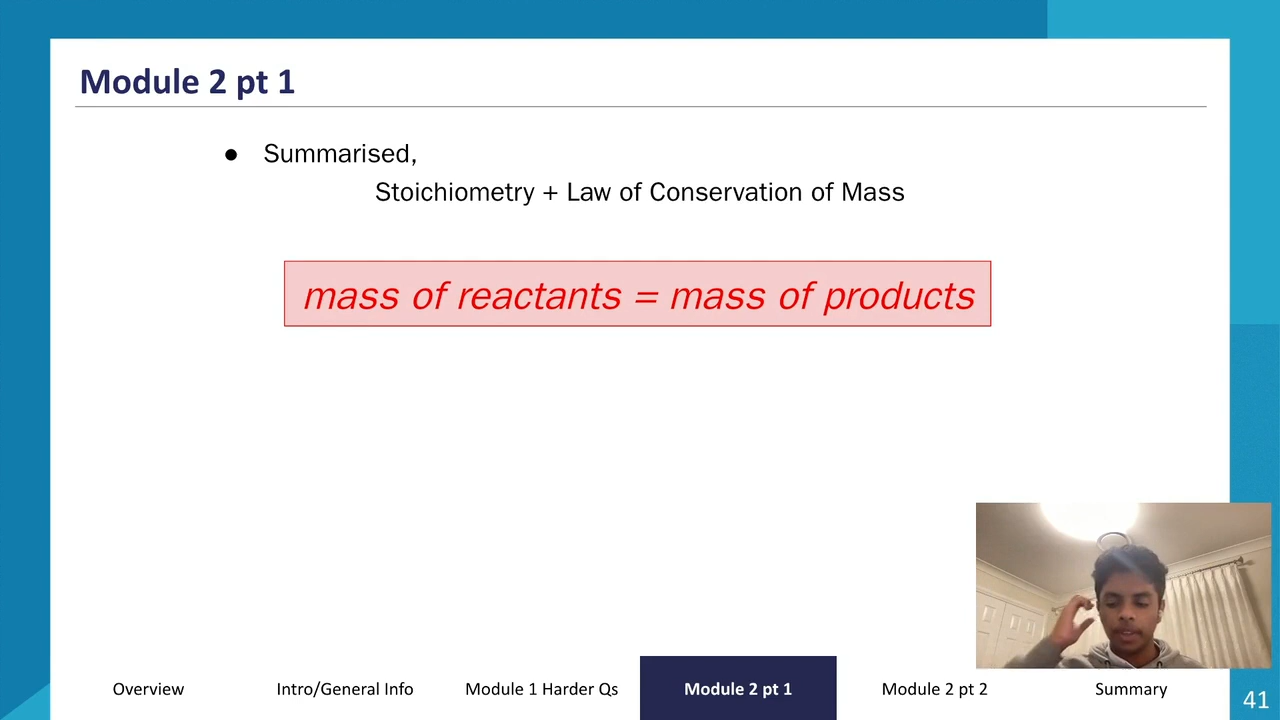 Module 2 pt 1
● Summarised,
Stoichiometry + Law of Conservation of Mass
mass of reactants = mass of products
Overview
Intro/General Info
Module 1 Harder Qs
Module 2 pt 1
Module 2 pt 2
Summary
41